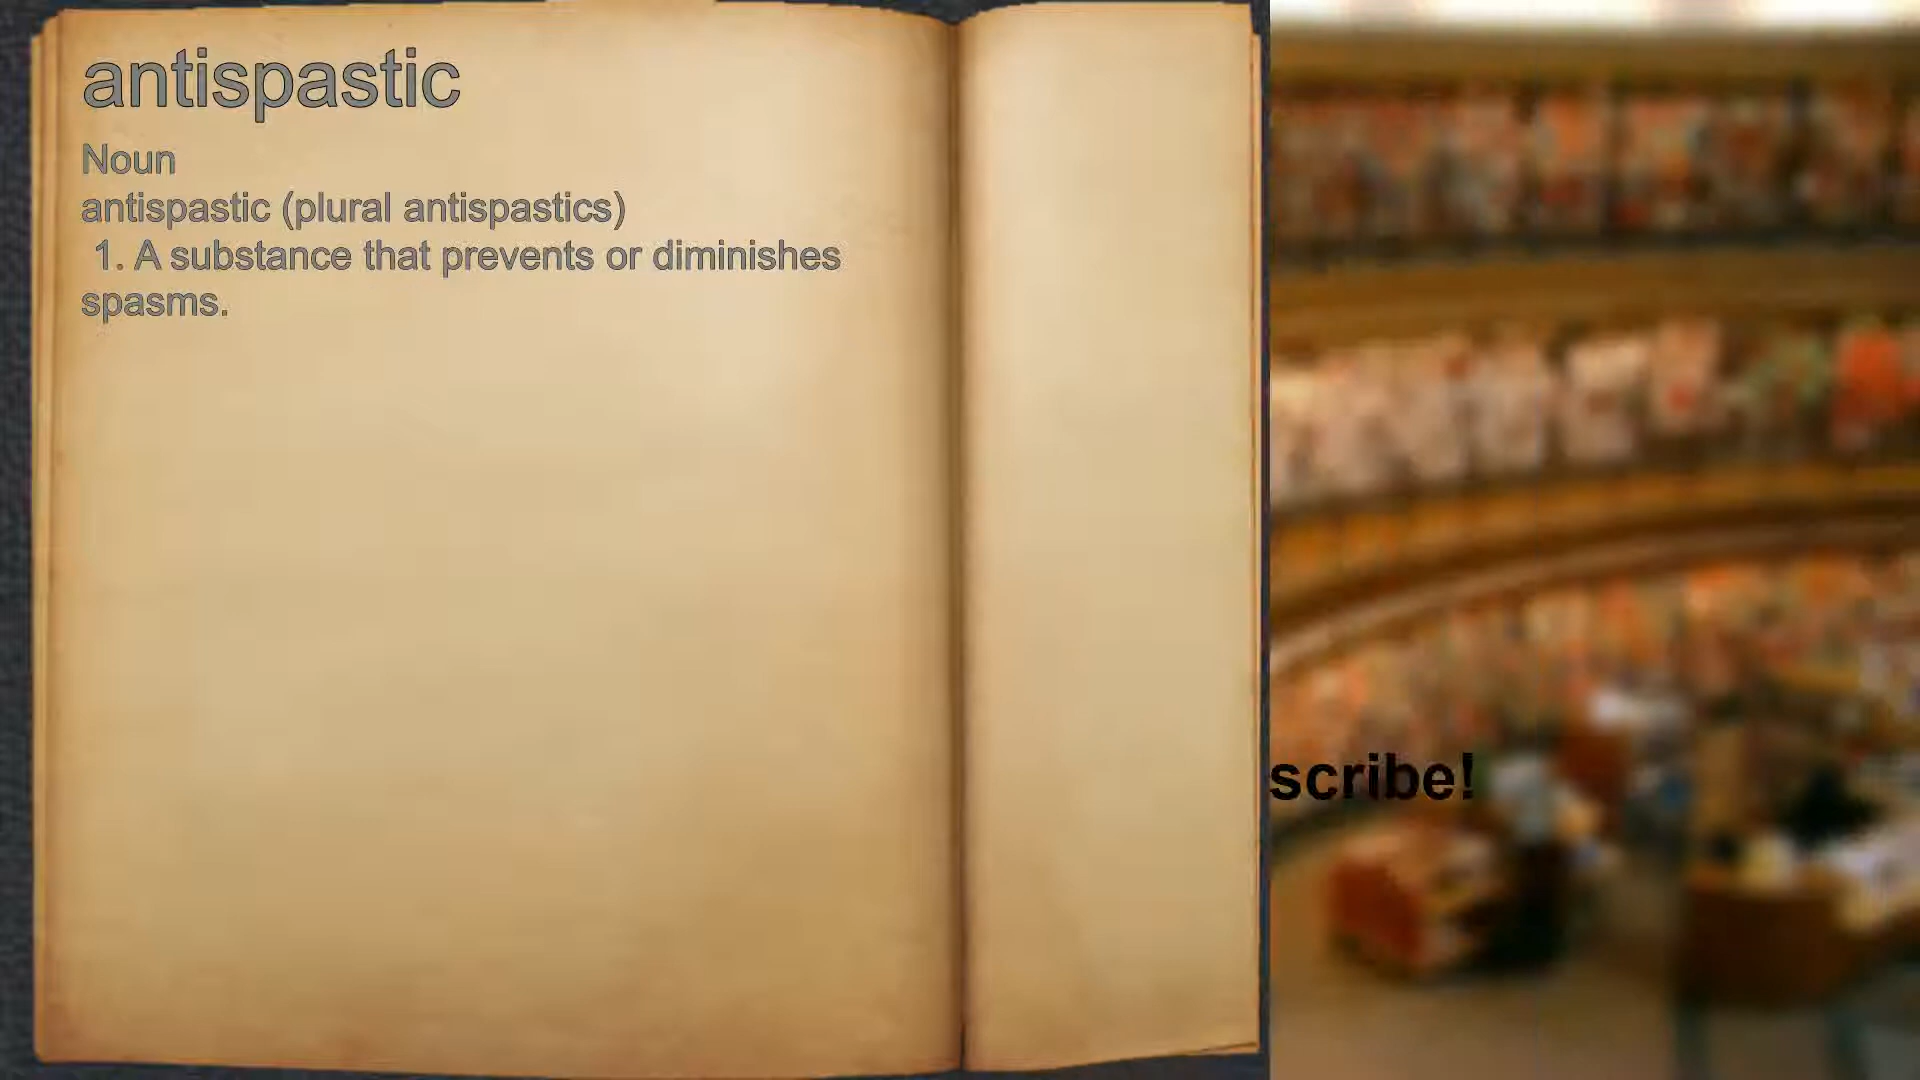 antispastic
Noun
antispastic (plural antispastics)
1. A substance that prevents or diminishes
spasms.
scribe!